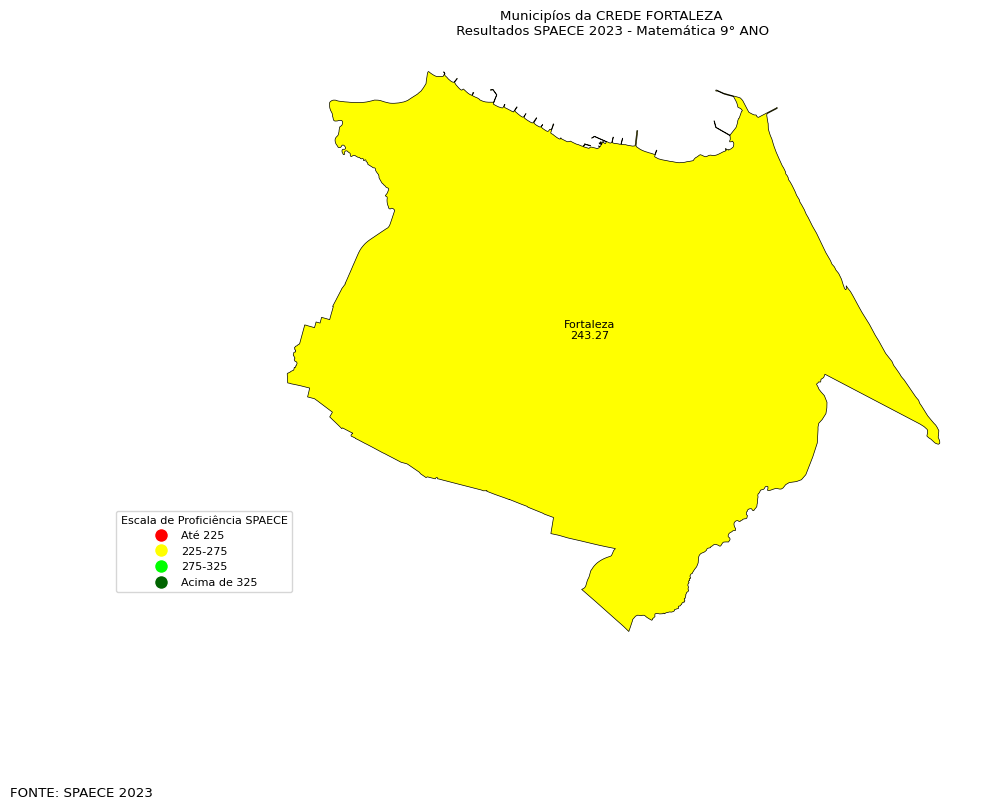 Municipíos da CREDE FORTALEZA
Resultados SPAECE 2023 - Matemática 9° ANO
Fortaleza
243.27
Escala de Proficiência SPAECE
Até 225
225-275
275-325
Acima de 325
FONTE: SPAECE 2023